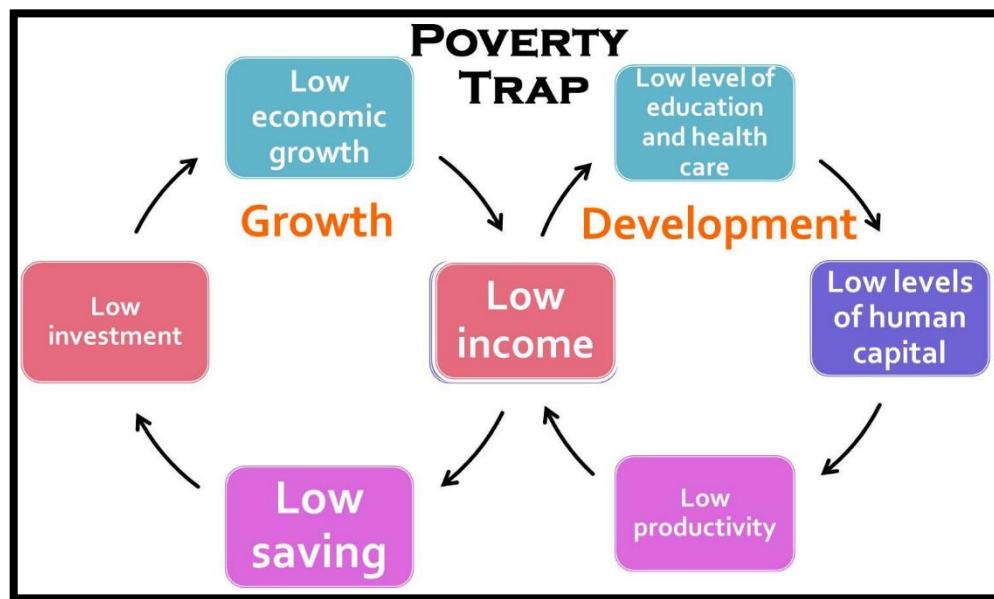 POVERTY
TRAP
Low
economic
growth
Low level of
education
and health
care
Growth
Development
Low
investment
Low
income
Low levels
of human
capital
Low
saving
Low
productivity